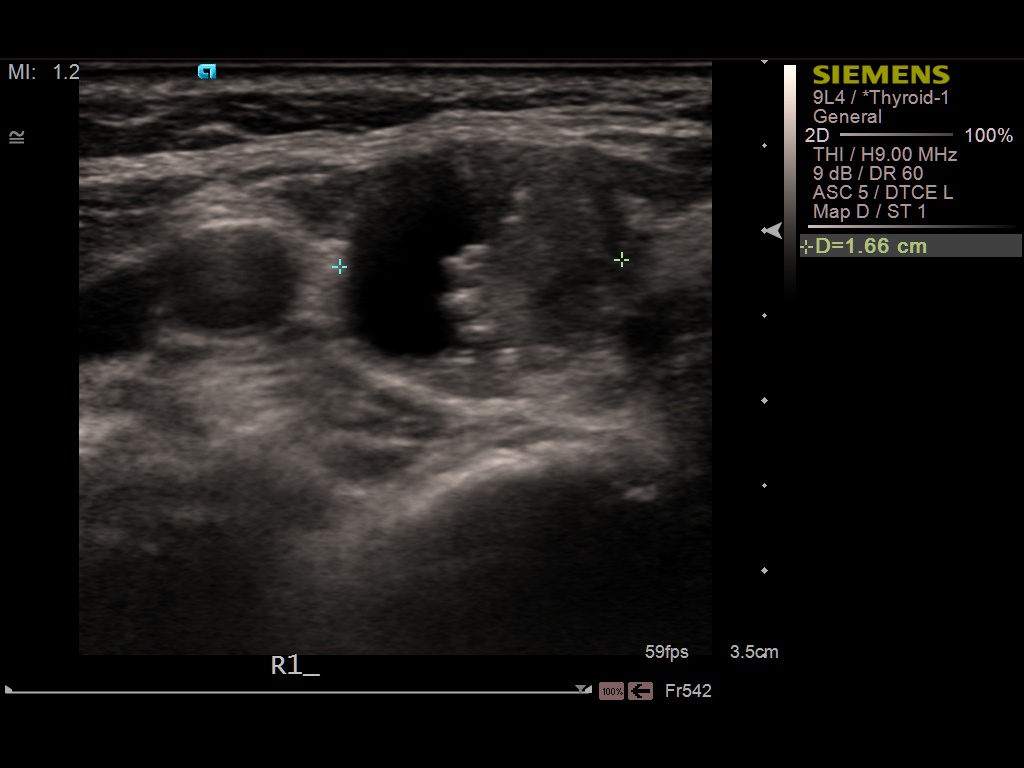 MI: 1.2
SIEMENS
9L4 / *Thyroid-1
General
2D 100%
THI / H9.00 MHz
9 dB / DR 60
ASC 5 / DTCE L
Map D / ST 1
D=1.66 cm
59fps 3.5cm
R1_
100% Fr542